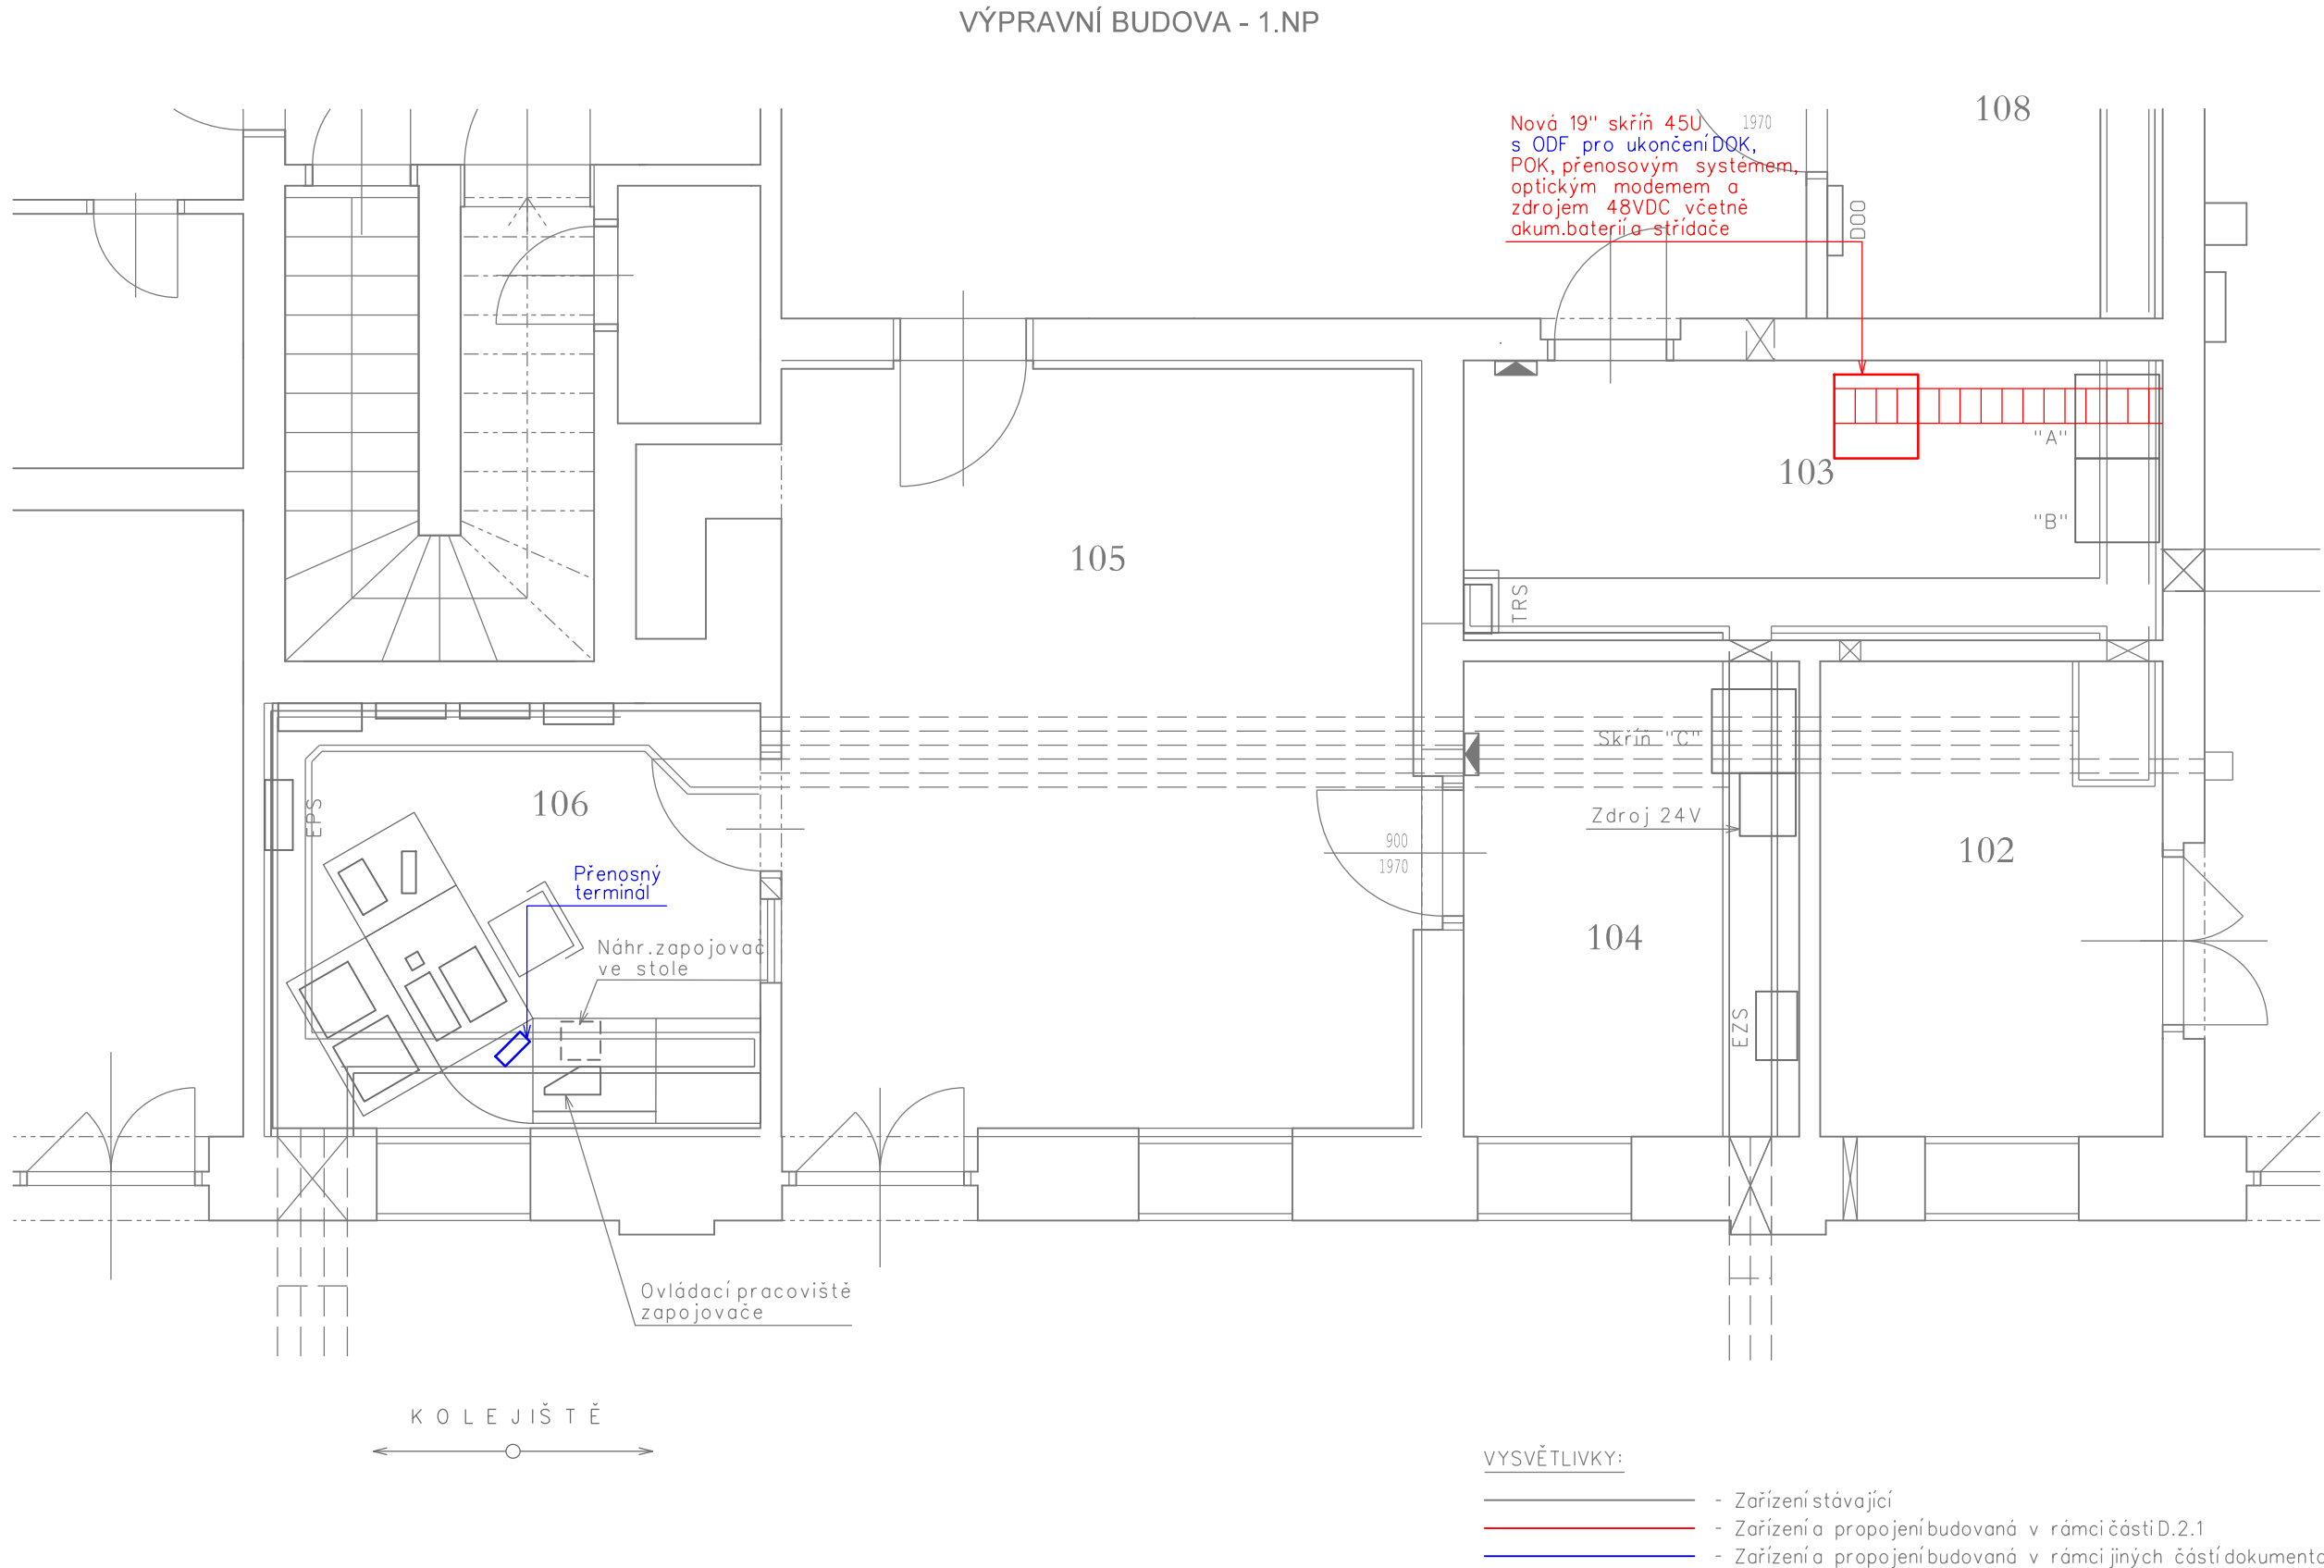 VÝPRAVNÍ BUDOVA - 1.NP
108
Nová 19" skříň 45U
s ODF pro ukončení DOK,
POK, přenosovým systémem,
optickým modemem a
zdrojem 48VDC včetně
akum.baterií a střídače
1970
DOO
"A"
103
"B"
105
TRS
Skříň "C"
106
EPS
Zdroj 24V
900
1970
102
Přenosný
terminál
104
Náhr.zapojovač
ve stole
EZS
Ovládací pracoviště
zapojovače
KOLEJIŠTĚ
VYSVĚTLIVKY:
- Zařízení stávající
- Zařízení a propojení budovaná v rámci části D.2.1
- Zařízení a propojení budovaná v rámci jiných částí dokument